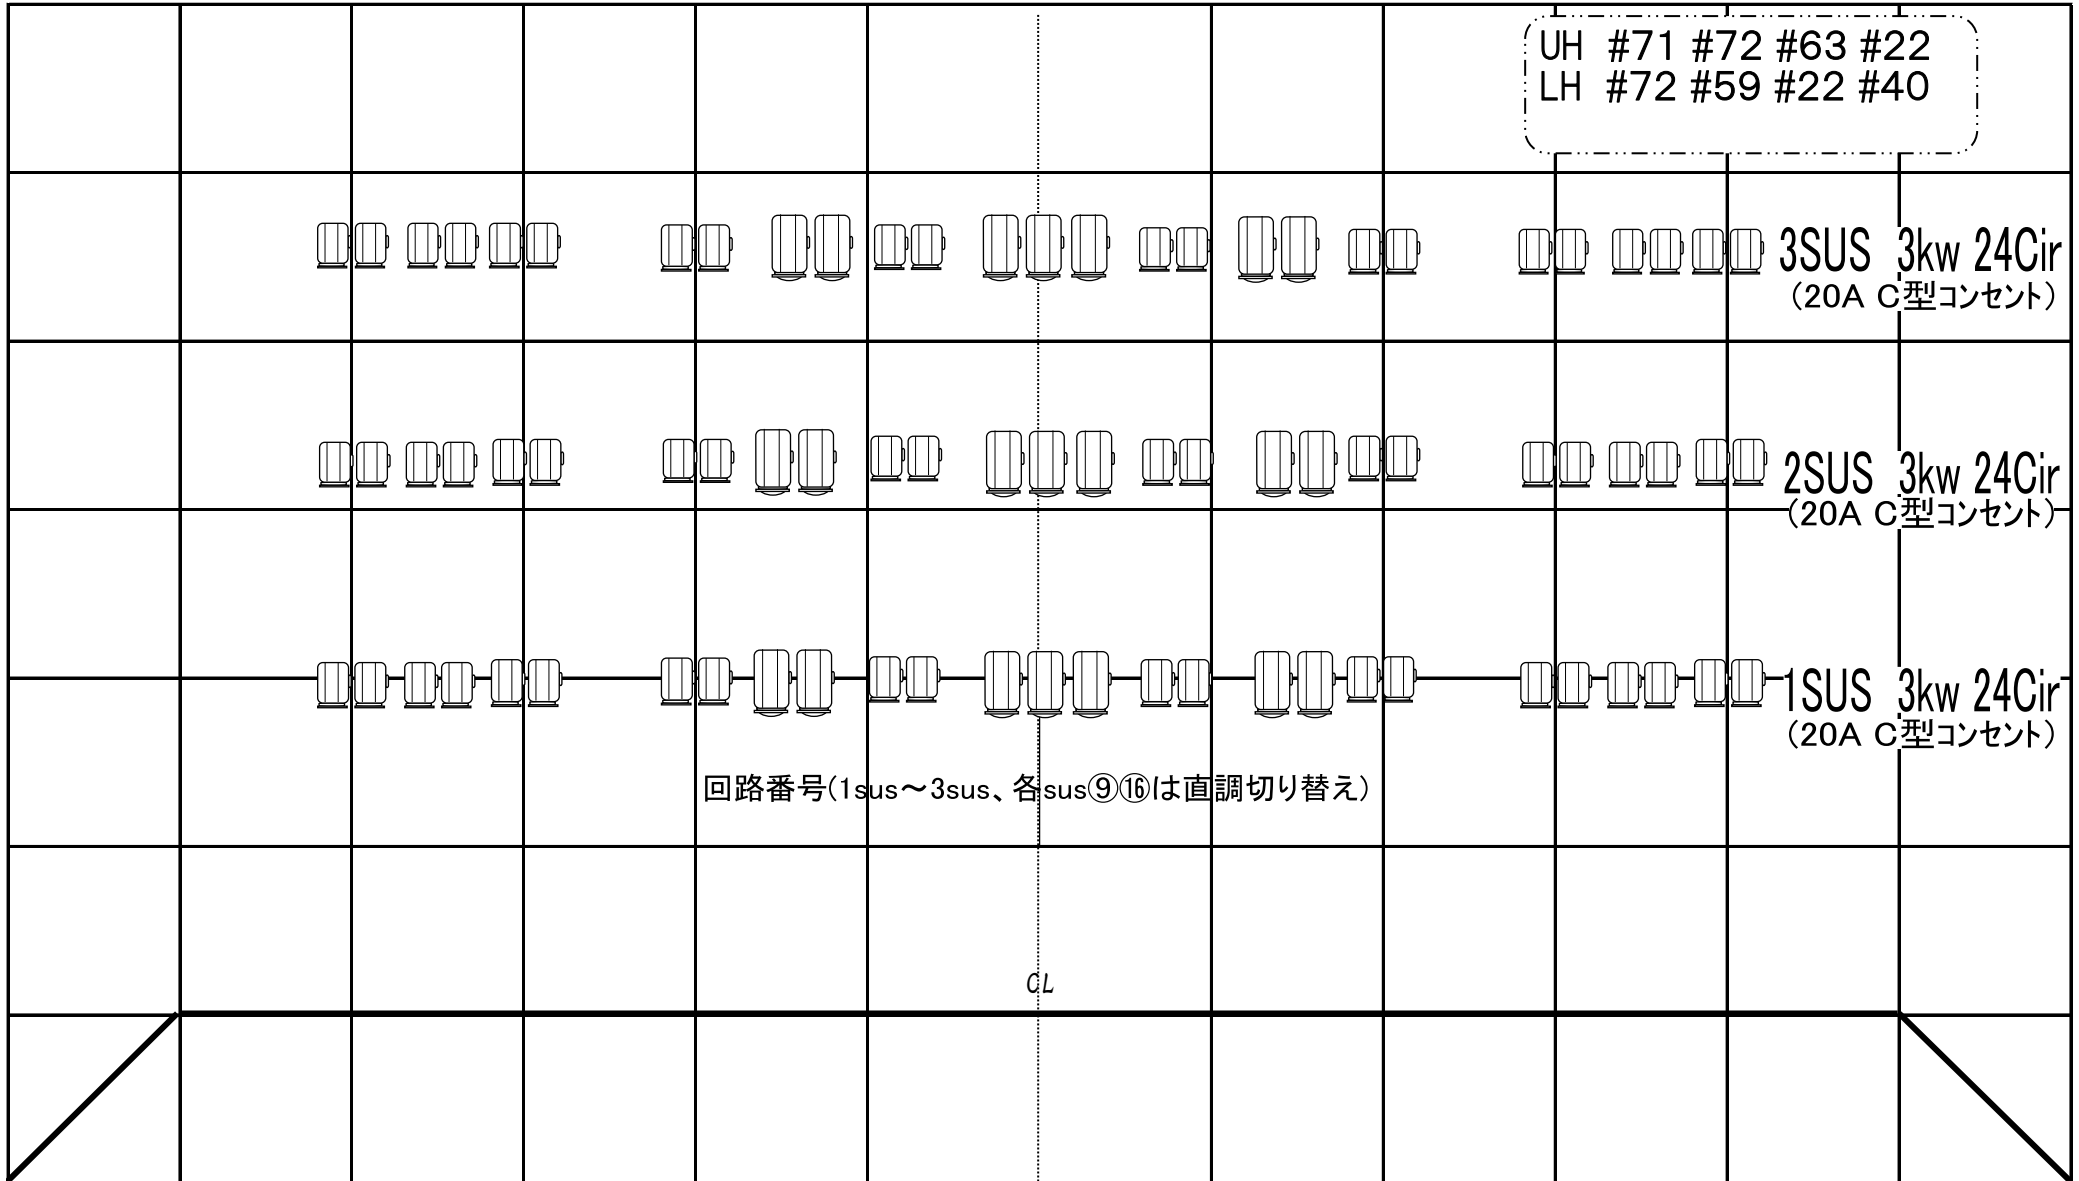 UH #71 #72 #63 #22
LH #72 #59 #22 #40
3SUS 3kw 24Cir
(20A C型コンセント)
2SUS 3kw 24Cir
(20A C型コンセント)
1SUS 3kw 24Cir
(20A C型コンセント)
回路番号(1sus～3sus、各sus⑨⑯は直調切り替え)
CL